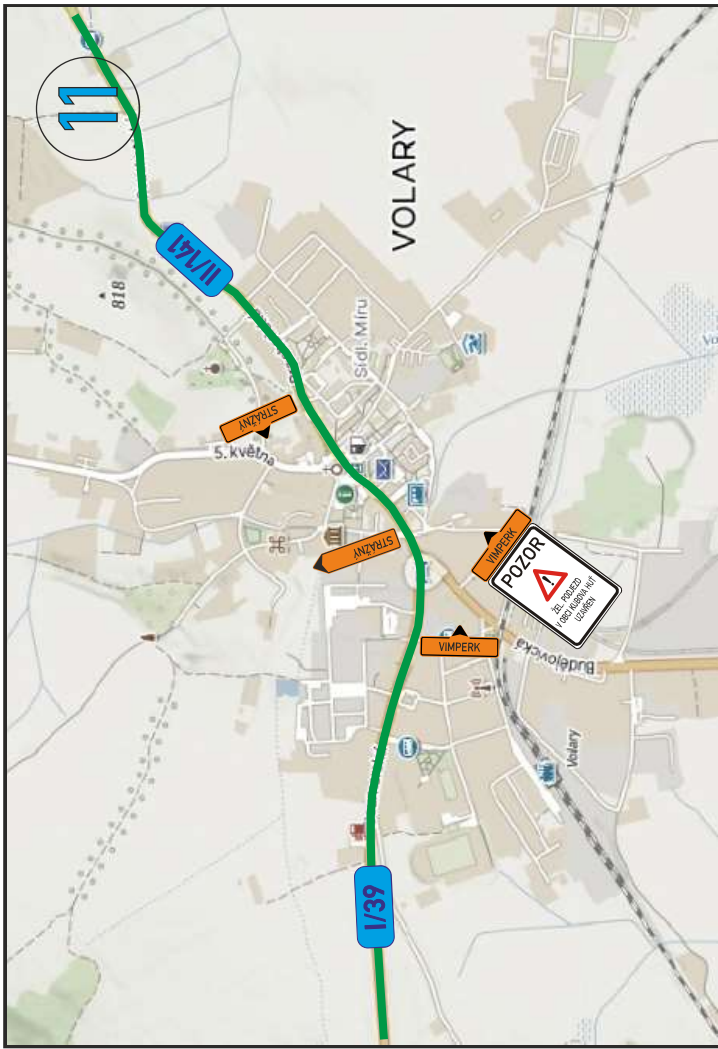 11
II/141
818
VOLARY
Sídl. Míru
5. května
STRÁŽNÝ
STRÁŽNÝ
VIMPERK
POZOR
ŽEL. PODJEZD
V OBCI KUBOVA HUŤ
UZAVŘEN
VIMPERK
Budějovická
Volary
I/39